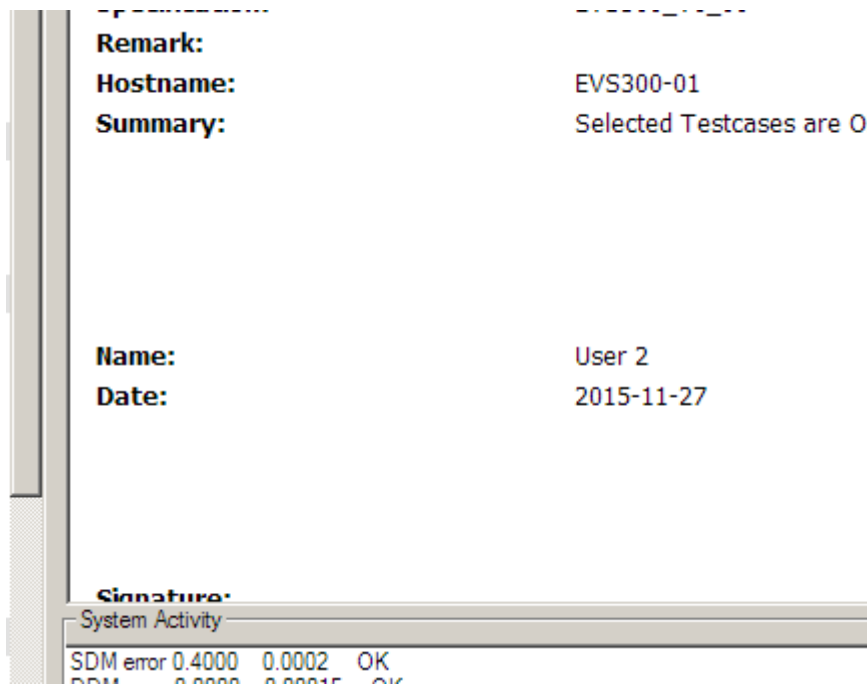 Remark:
Hostname: EVS300-01
Summary: Selected Testcases are O
Name: User 2
Date: 2015-11-27
Signature:
System Activity
SDM error 0.4000 0.0002 OK